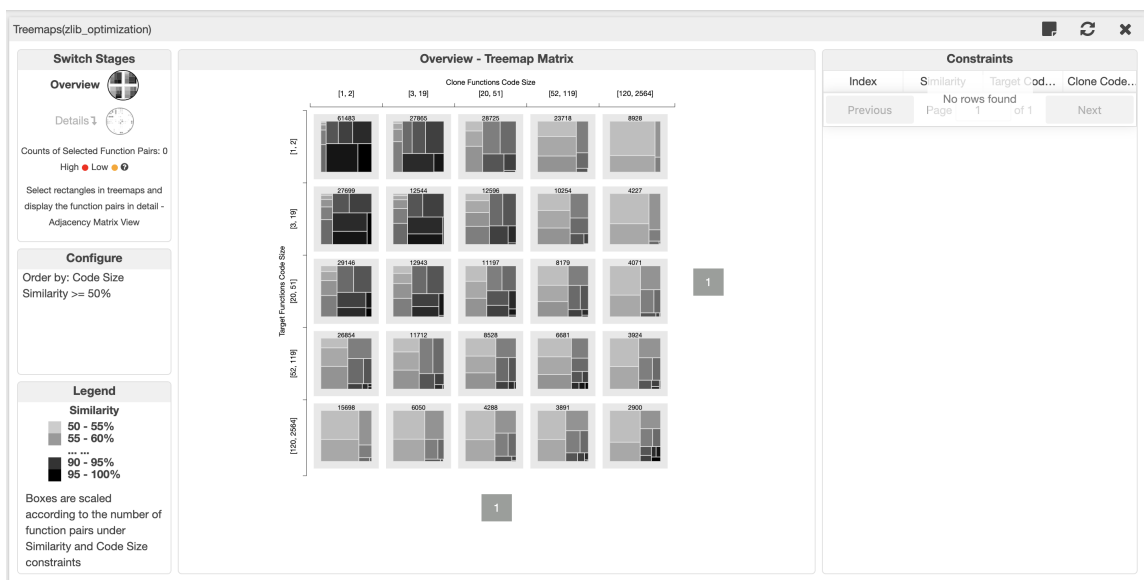 Treemaps(zlib_optimization)
Switch Stages
Overview
Details
Counts of Selected Function Pairs: 0
High Low
Select rectangles in treemaps and
display the function pairs in detail -
Adjacency Matrix View
Configure
Order by: Code Size
Similarity >= 50%
Legend
Similarity
50 - 55%
55 - 60%
... ...
90 - 95%
95 - 100%
Boxes are scaled
according to the number of
function pairs under
Similarity and Code Size
constraints
Overview - Treemap Matrix
Clone Functions Code Size
[1, 2] [3, 19] [20, 51] [52, 119] [120, 2564]
Target Functions Code Size
[1, 2] 61483 27865 28725 23718 8928
[3, 19] 27699 12544 12596 10254 4227
[20, 51] 29146 12943 11197 8179 4071
[52, 119] 26854 11712 8528 6681 3924
[120, 2564] 15698 6050 4288 3891 2900
1
1
Constraints
Index Similarity Target Cod... Clone Code...
No rows found
Previous Page 1 of 1 Next